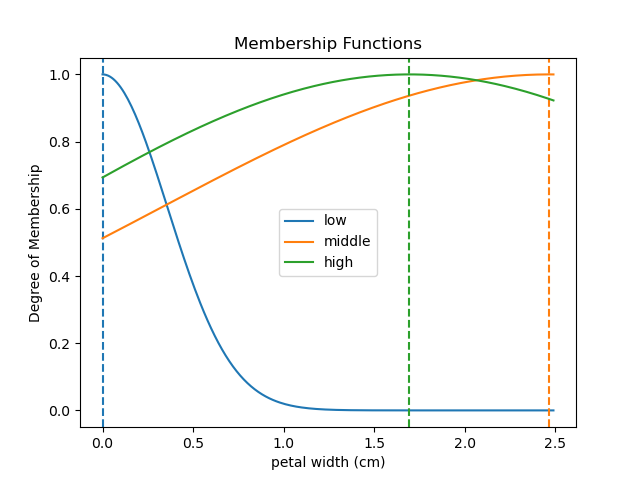 Membership Functions
1.0
0.8
0.6
0.4
0.2
0.0
Degree of Membership
low
middle
high
0.0 0.5 1.0 1.5 2.0 2.5
petal width (cm)